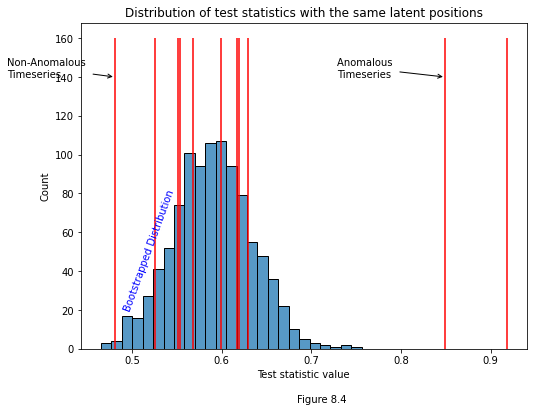 Distribution of test statistics with the same latent positions
160
140
120
100
80
60
40
20
0
Count
Non-Anomalous
Timeseries
Anomalous
Timeseries
Bootstrapped Distribution
0.5 0.6 0.7 0.8 0.9
Test statistic value
Figure 8.4